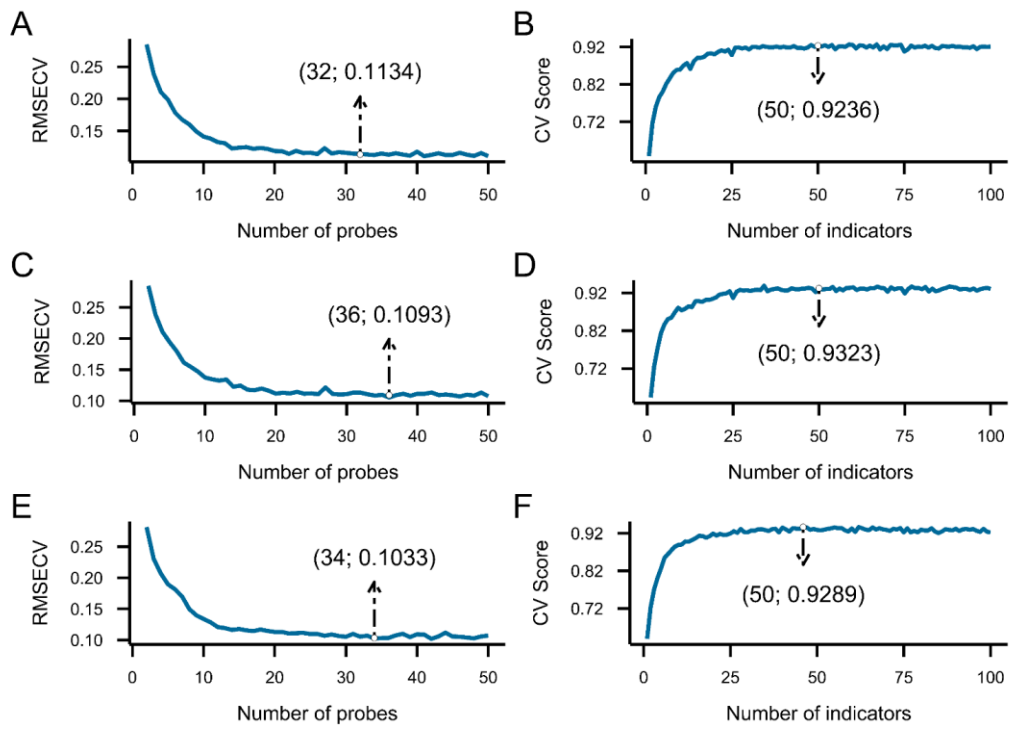 A
B
RMSECV
0.25
0.20
0.15
(32; 0.1134)
0 10 20 30 40 50
Number of probes
CV Score
0.92
0.82
0.72
(50; 0.9236)
0 25 50 75 100
Number of indicators
C
D
RMSECV
0.25
0.20
0.15
0.10
(36; 0.1093)
0 10 20 30 40 50
Number of probes
CV Score
0.92
0.82
0.72
(50; 0.9323)
0 25 50 75 100
Number of indicators
E
F
RMSECV
0.25
0.20
0.15
0.10
(34; 0.1033)
0 10 20 30 40 50
Number of probes
CV Score
0.92
0.82
0.72
(50; 0.9289)
0 25 50 75 100
Number of indicators